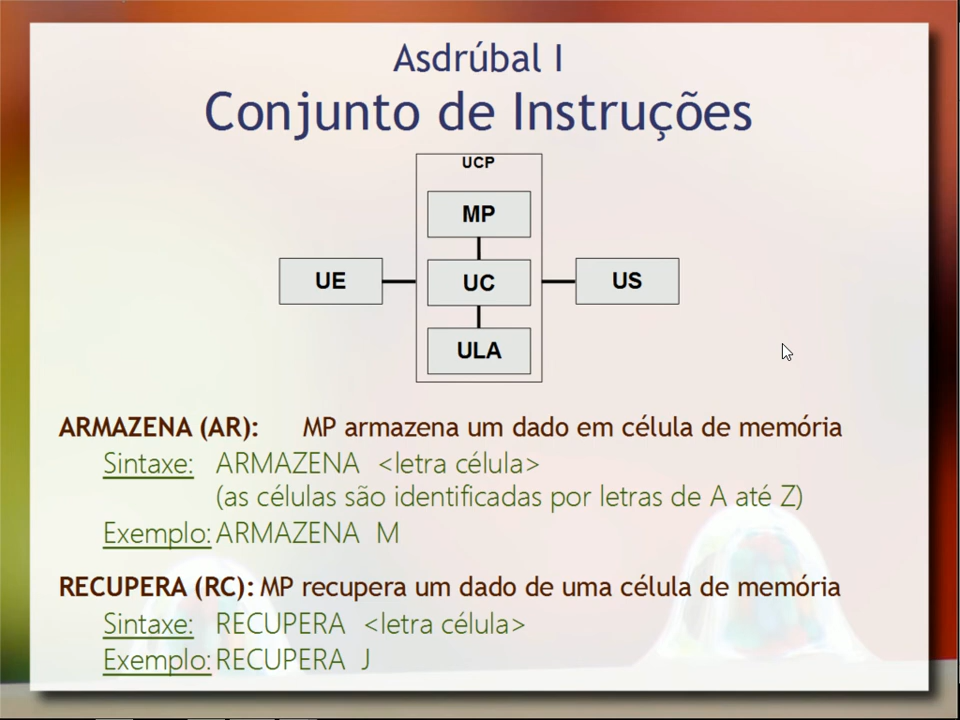 Asdrúbal I
Conjunto de Instruções
UCP
MP
UE UC US
ULA
ARMAZENA (AR): MP armazena um dado em célula de memória
Sintaxe: ARMAZENA <letra célula>
(as células são identificadas por letras de A até Z)
Exemplo: ARMAZENA M
RECUPERA (RC): MP recupera um dado de uma célula de memória
Sintaxe: RECUPERA <letra célula>
Exemplo: RECUPERA J